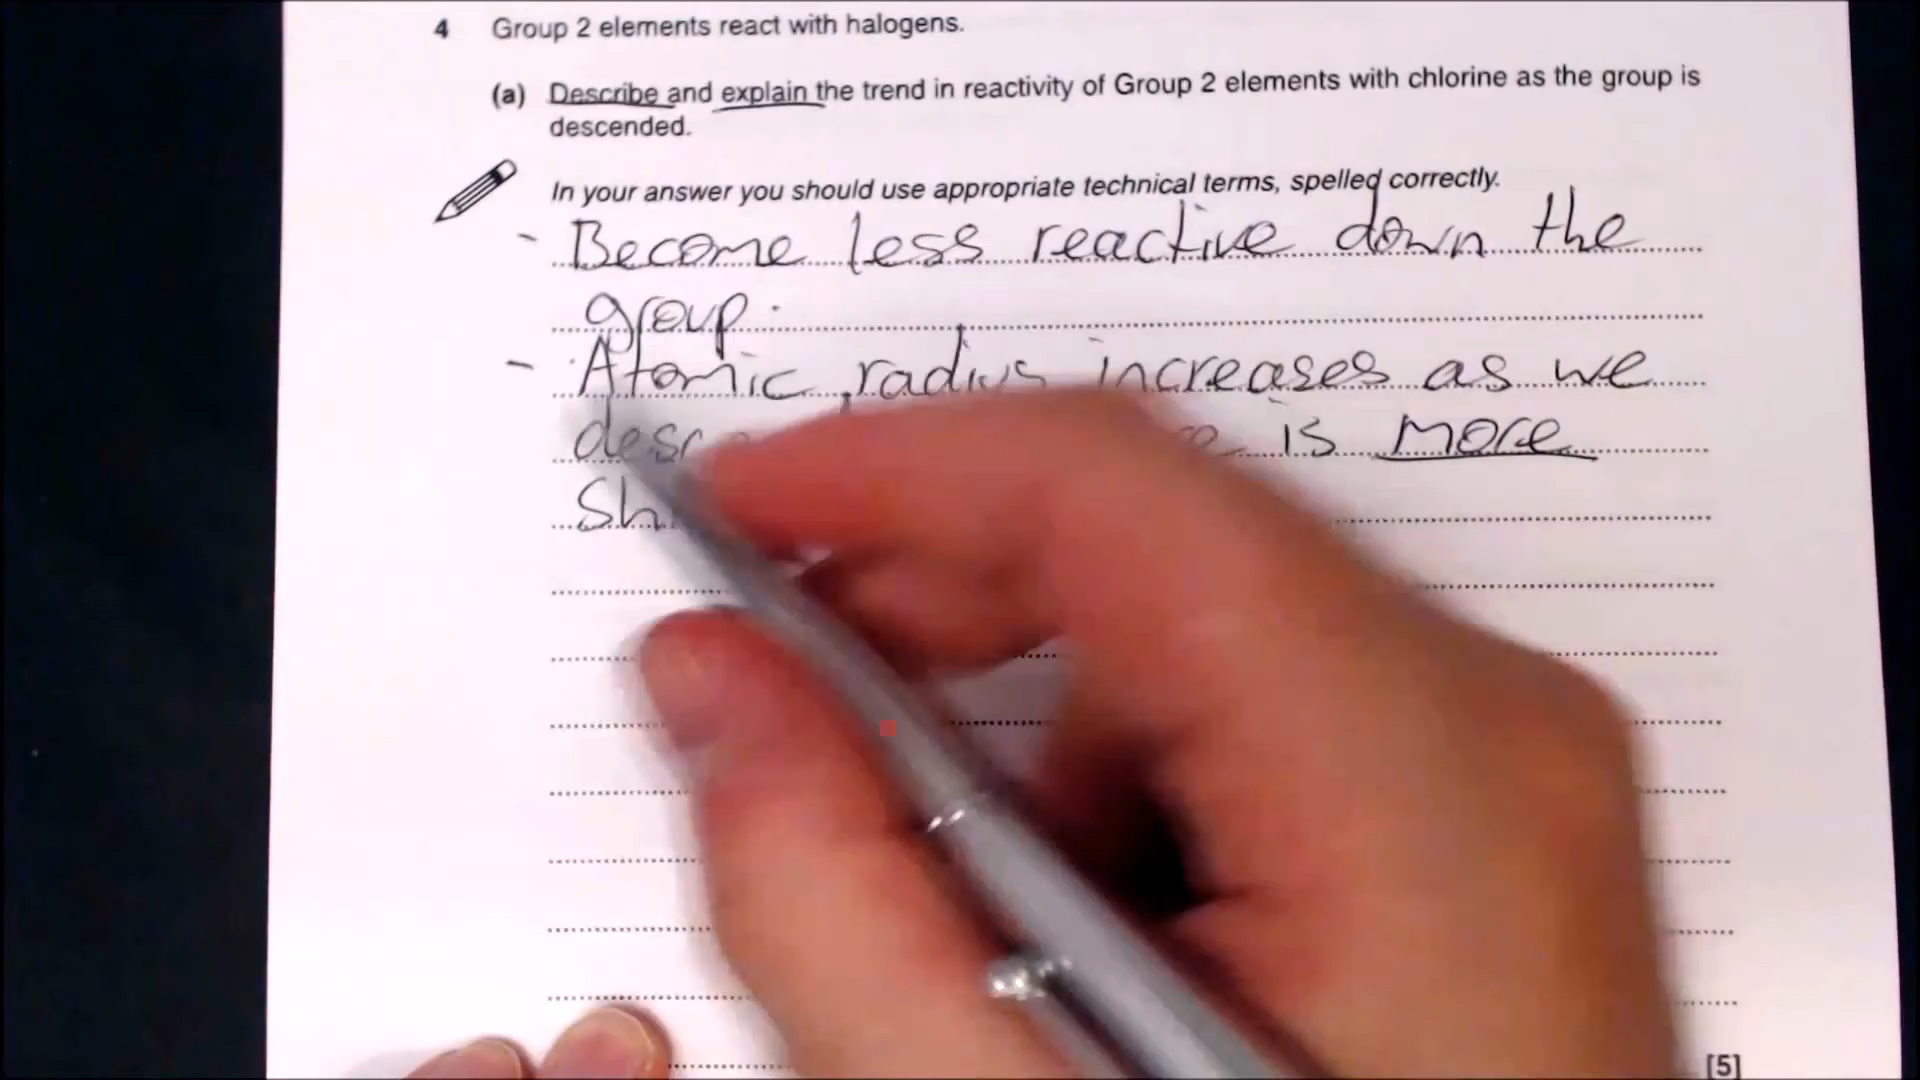 4 Group 2 elements react with halogens.
(a) Describe and explain the trend in reactivity of Group 2 elements with chlorine as the group is
descended.
In your answer you should use appropriate technical terms, spelled correctly.
- Become less reactive down the
group.
- Atomic radius increases as we
is more
[5]